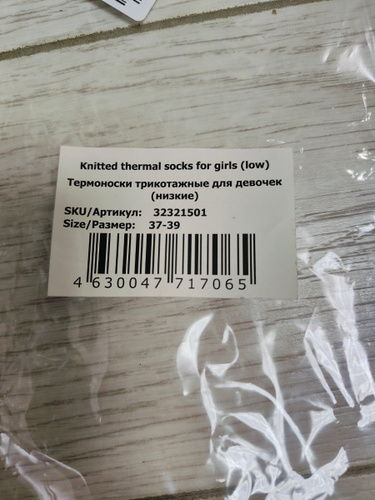 Knitted thermal socks for girls (low)
Термоноски трикотажные для девочек
(низкие)
SKU/Артикул: 32321501
Size/Размер: 37-39
4 630047 717065